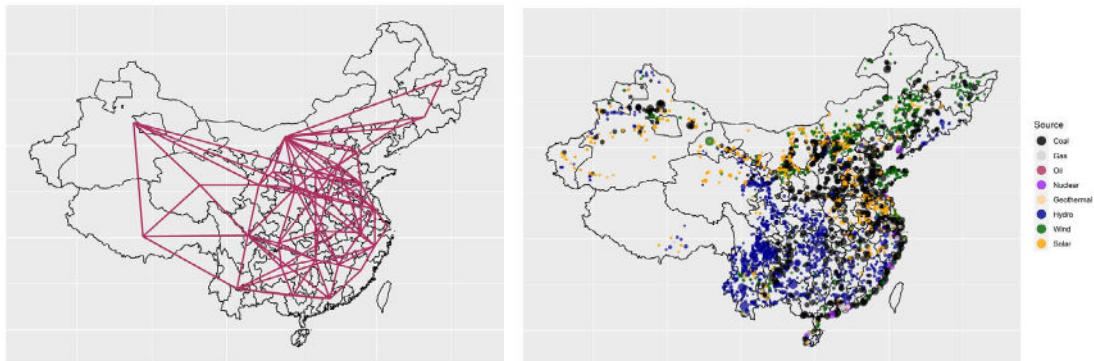 Source
Coal
Gas
Oil
Nuclear
Geothermal
Hydro
Wind
Solar